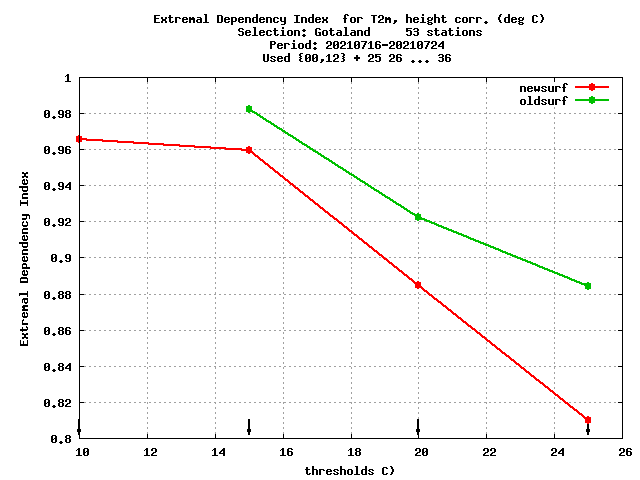 Extremal Dependency Index  for T2m, height corr. (deg C)
Selection: Gotaland     53 stations
Period: 20210716-20210724
Used {00,12} + 25 26 ... 36
newsurf
oldsurf
Extremal Dependency Index
1
0.98
0.96
0.94
0.92
0.9
0.88
0.86
0.84
0.82
0.8
10 12 14 16 18 20 22 24 26
thresholds C)